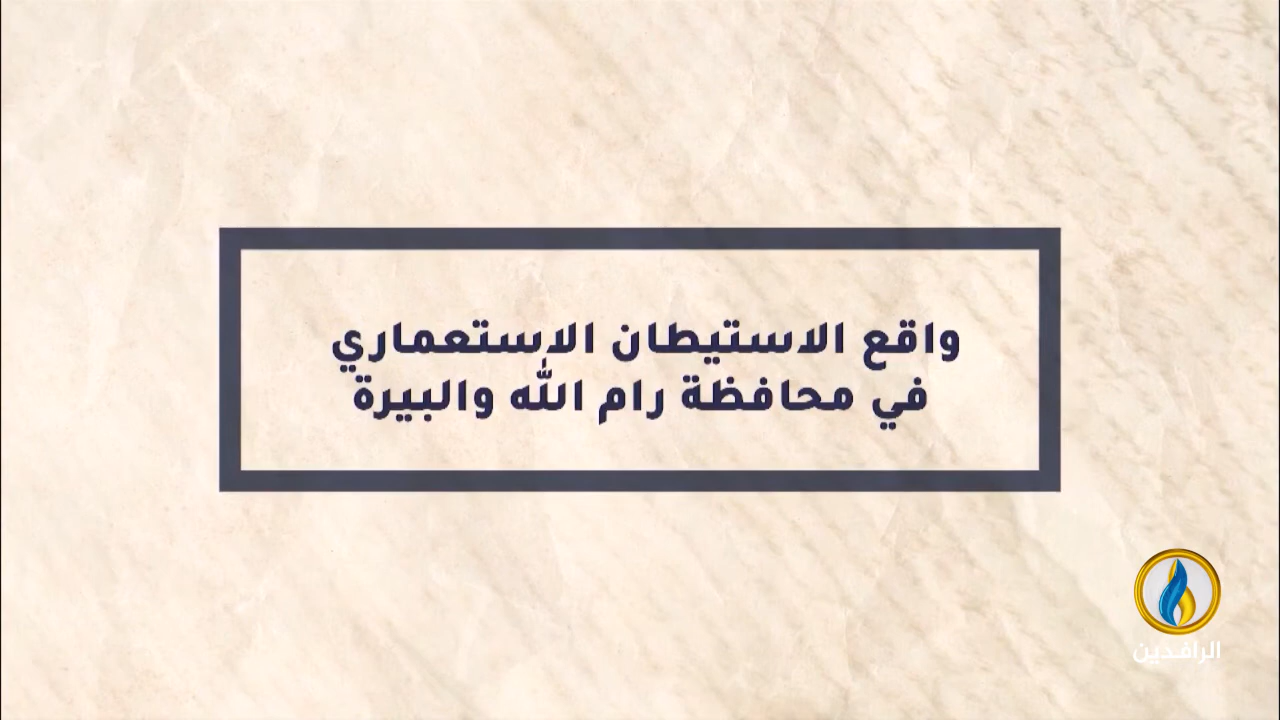 واقع الاستيطان الاستعماري
في محافظة رام الله والبيرة
الرافدين